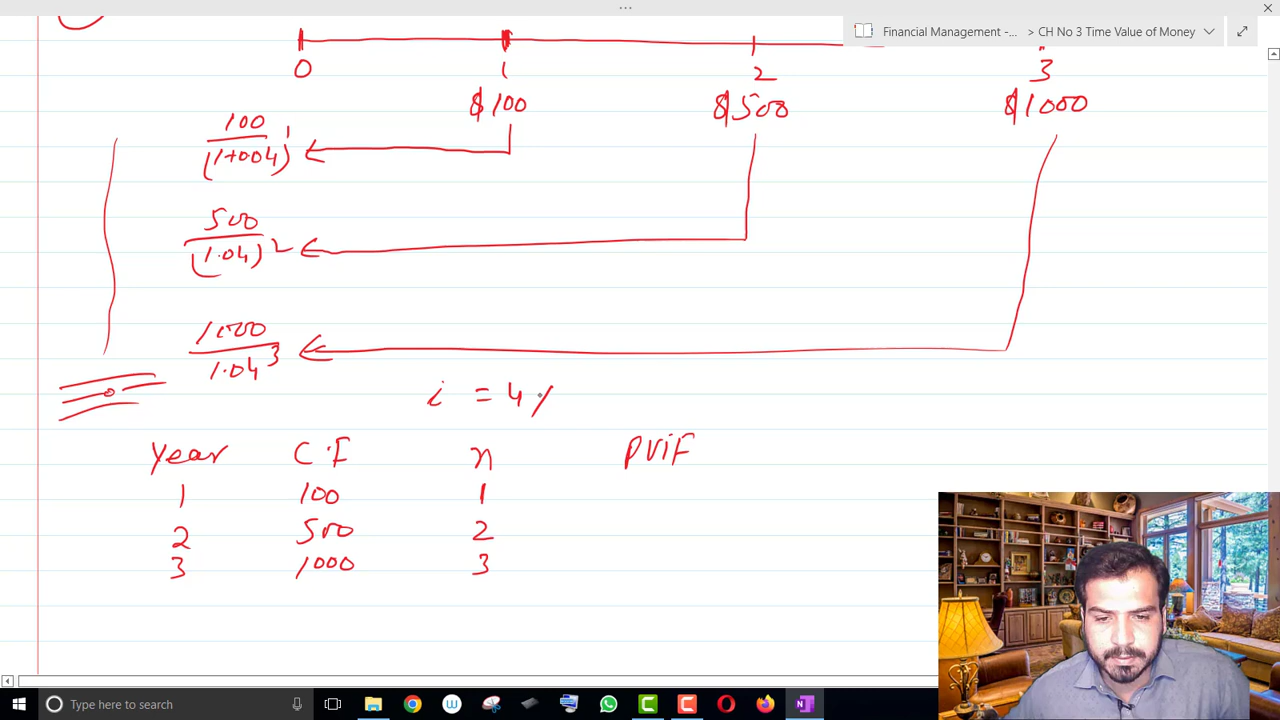 Financial Management -... > CH No 3 Time Value of Money
0 1 2 3
$100 $500 $1000
100
(1+004)1
500
(1.04)2
1000
1.04 3
i = 4%
Year C.F n PViF
1 100 1
2 500 2
3 1000 3
Type here to search